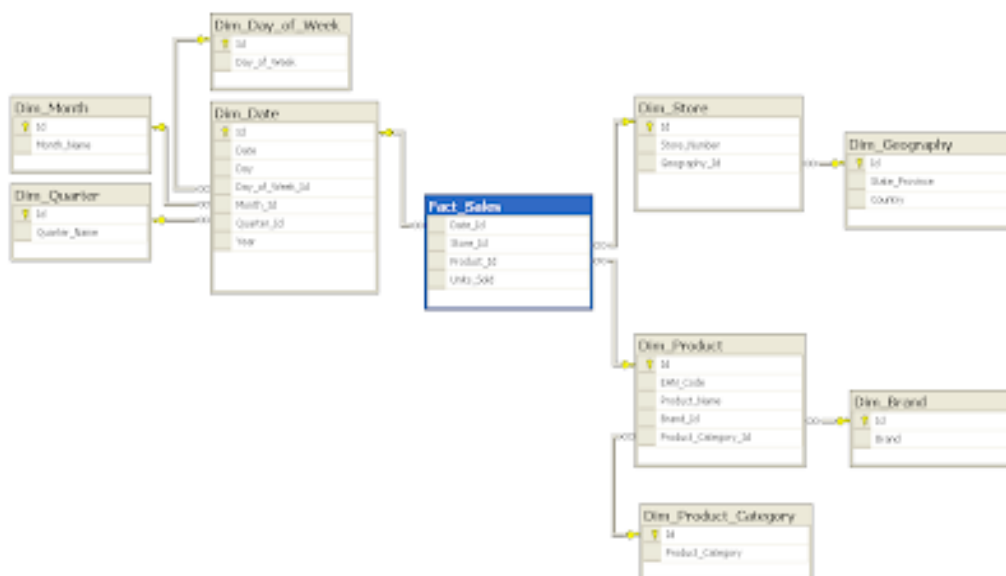 Dim_Day_of_Week
Id
Day_of_Week
Dim_Month
Id
Month_Name
Dim_Quarter
Id
Quarter_Name
Dim_Date
Id
Date
Day
Day_of_Week_Id
Month_Id
Quarter_Id
Year
Fact_Sales
Date_Id
Store_Id
Product_Id
Units_Sold
Dim_Store
Id
Store_Number
Geography_Id
Dim_Geography
Id
State_Province
Country
Dim_Product
Id
EAN_Code
Product_Name
Brand_Id
Product_Category_Id
Dim_Brand
Id
Brand
Dim_Product_Category
Id
Product_Category